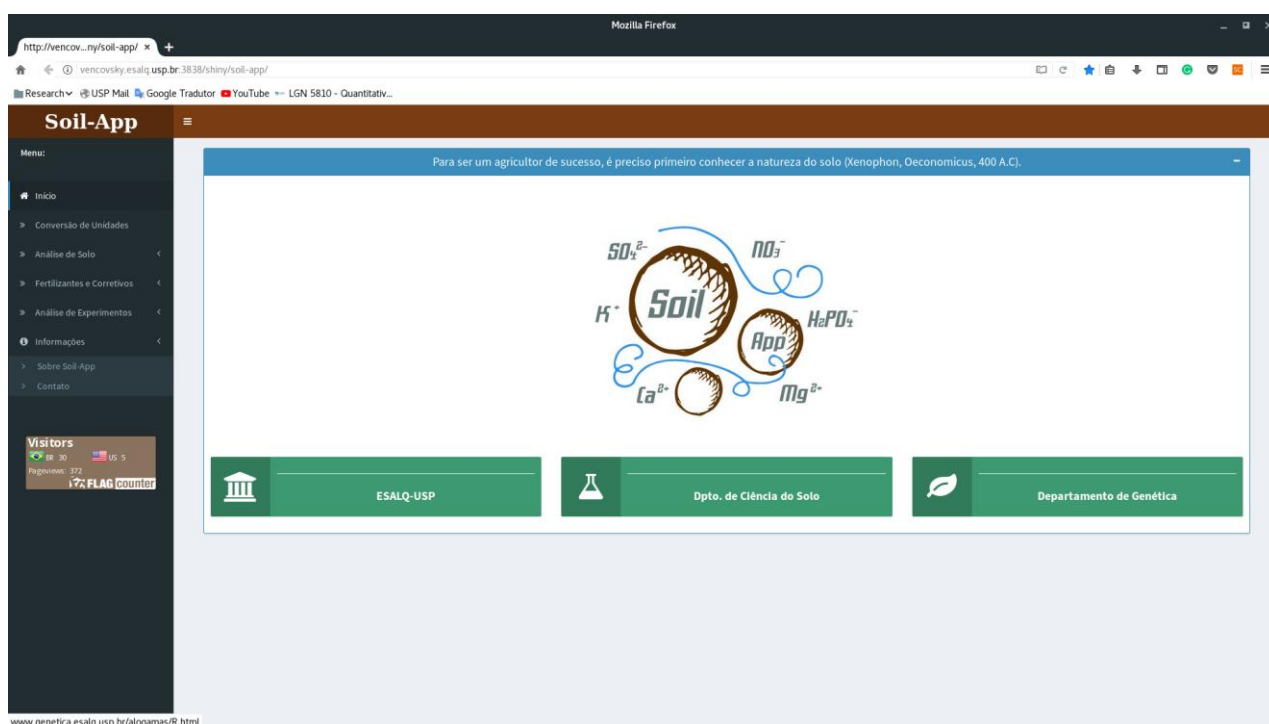 Mozilla Firefox
http://vencov...ny/soil-app/ × +
vencovsky.esalq.usp.br:3838/shiny/soil-app/
Research USP Mail Google Tradutor YouTube LGN 5810 - Quantitativ...
Soil-App
Menu:
Para ser um agricultor de sucesso, é preciso primeiro conhecer a natureza do solo (Xenophon, Oeconomicus, 400 A.C).
Início
Conversão de Unidades
Análise de Solo
Fertilizantes e Corretivos
Análise de Experimentos
Informações
Sobre Soil-App
Contato
SO₄²⁻ NO₃⁻
K⁺ Soil H₂PO₄⁻
App
Ca²⁺ Mg²⁺
Visitors
BR 30 US 5
Pageviews: 372
FLAG counter
ESALQ-USP
Dpto. de Ciência do Solo
Departamento de Genética
www.genetica.esalq.usp.br/alogamas/R.html